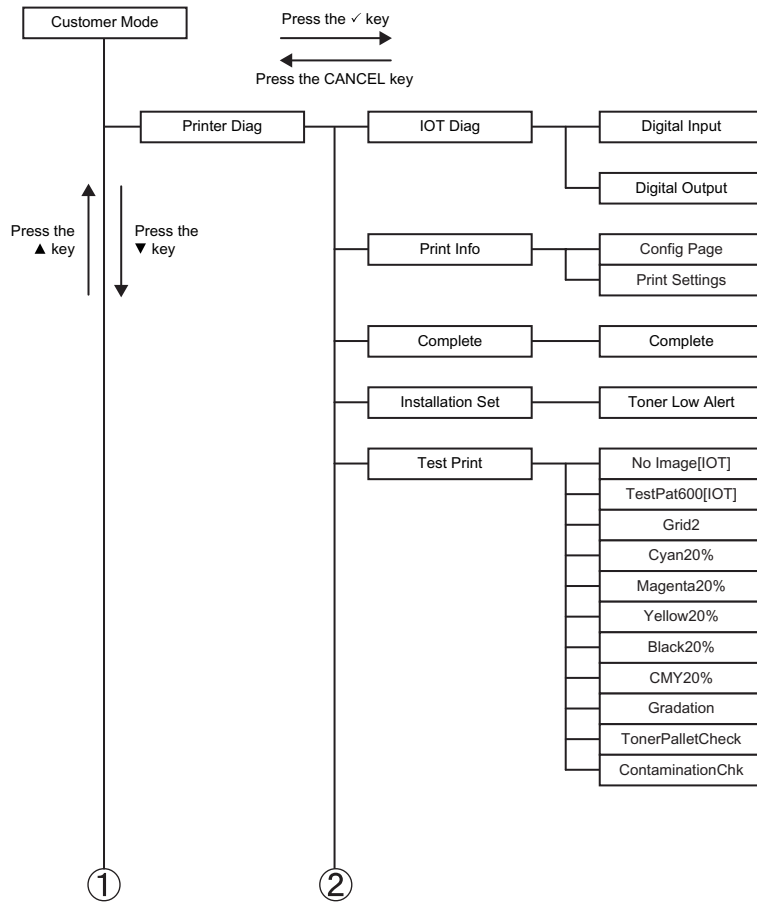 Customer Mode
Press the ✓ key
Press the CANCEL key
Printer Diag
IOT Diag
Digital Input
Digital Output
Press the
▲ key
Press the
▼ key
Print Info
Config Page
Print Settings
Complete
Complete
Installation Set
Toner Low Alert
Test Print
No Image[IOT]
TestPat600[IOT]
Grid2
Cyan20%
Magenta20%
Yellow20%
Black20%
CMY20%
Gradation
TonerPalletCheck
ContaminationChk
1
2